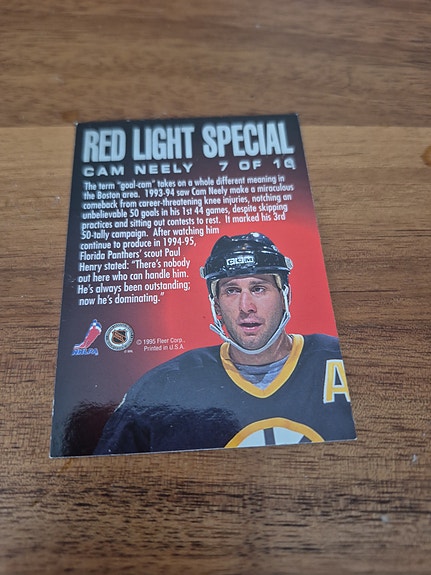 RED LIGHT SPECIAL
CAM NEELY 7 OF 10
The term "goal-cam" takes on a whole different meaning in
the Boston area. 1993-94 saw Cam Neely make a miraculous
comeback from career-threatening knee injuries, notching an
unbelievable 50 goals in his 1st 44 games, despite skipping
practices and sitting out contests to rest. It marked his 3rd
50-tally campaign. After watching him
continue to produce in 1994-95,
Florida Panthers' scout Paul
Henry stated: "There's nobody
out here who can handle him.
He's always been outstanding;
now he's dominating."
CCM
NHLPA
© 1995 Fleer Corp.,
Printed in U.S.A.
A